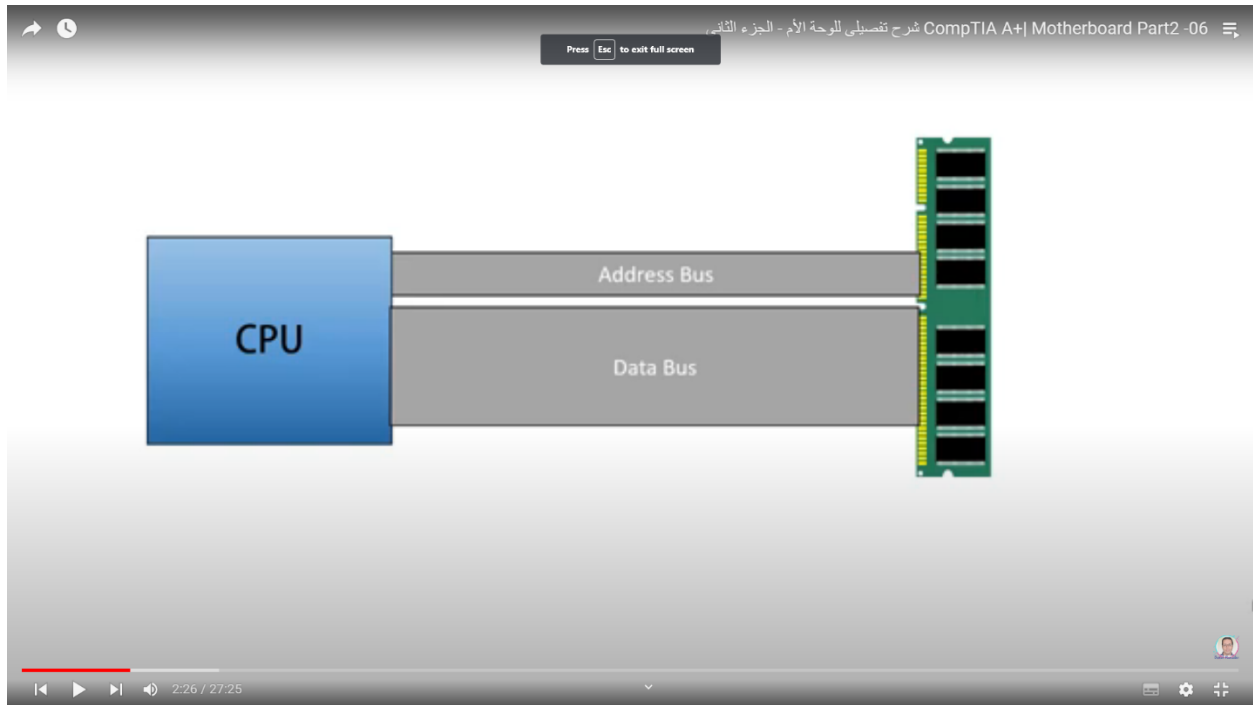 06- CompTIA A+| Motherboard Part2 شرح تفصيلي للوحة الأم - الجزء الثاني
Press Esc to exit full screen
Address Bus
CPU
Data Bus
2:26 / 27:25